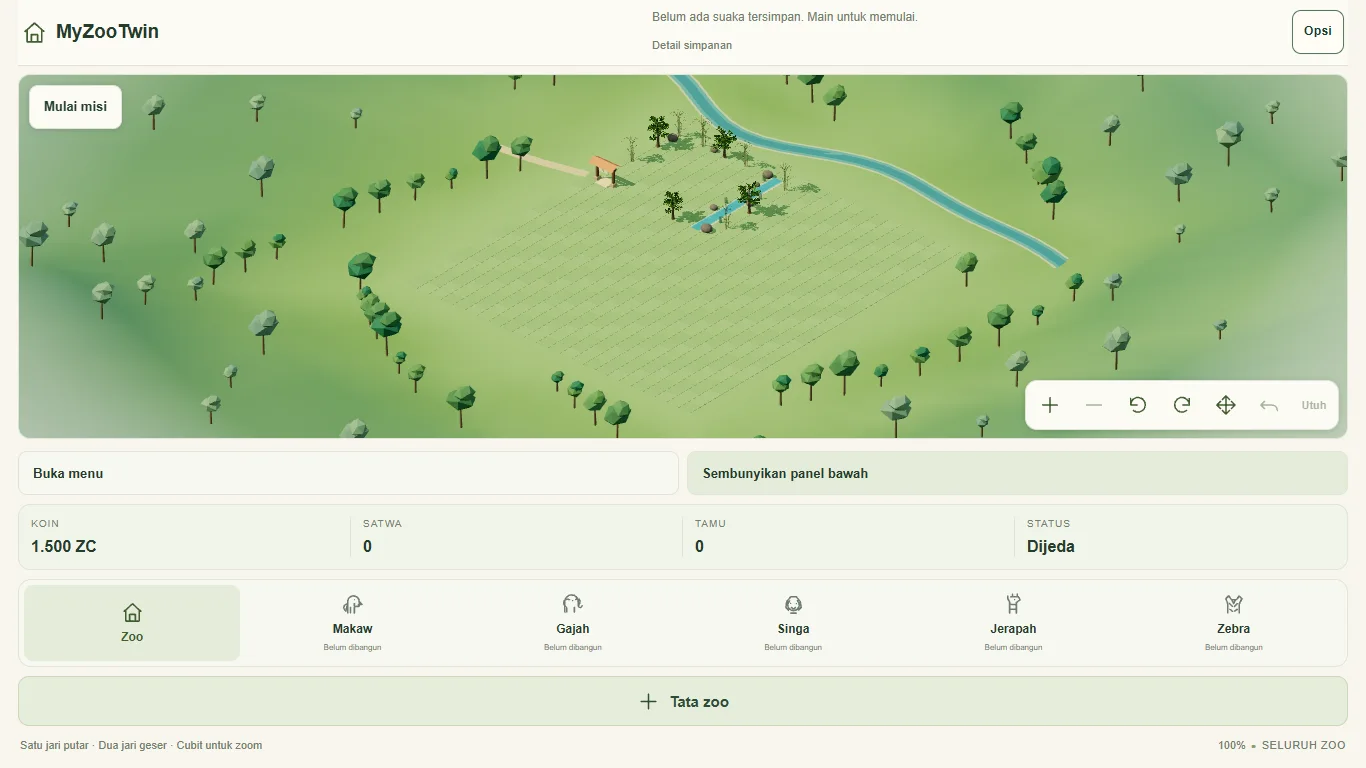 MyZooTwin
Belum ada suaka tersimpan. Main untuk memulai.
Detail simpanan
Opsi
Mulai misi
Utuh
Buka menu
Sembunyikan panel bawah
KOIN
1.500 ZC
SATWA
0
TAMU
0
STATUS
Dijeda
Zoo
Makaw
Belum dibangun
Gajah
Belum dibangun
Singa
Belum dibangun
Jerapah
Belum dibangun
Zebra
Belum dibangun
Tata zoo
Satu jari putar · Dua jari geser · Cubit untuk zoom
100% • SELURUH ZOO